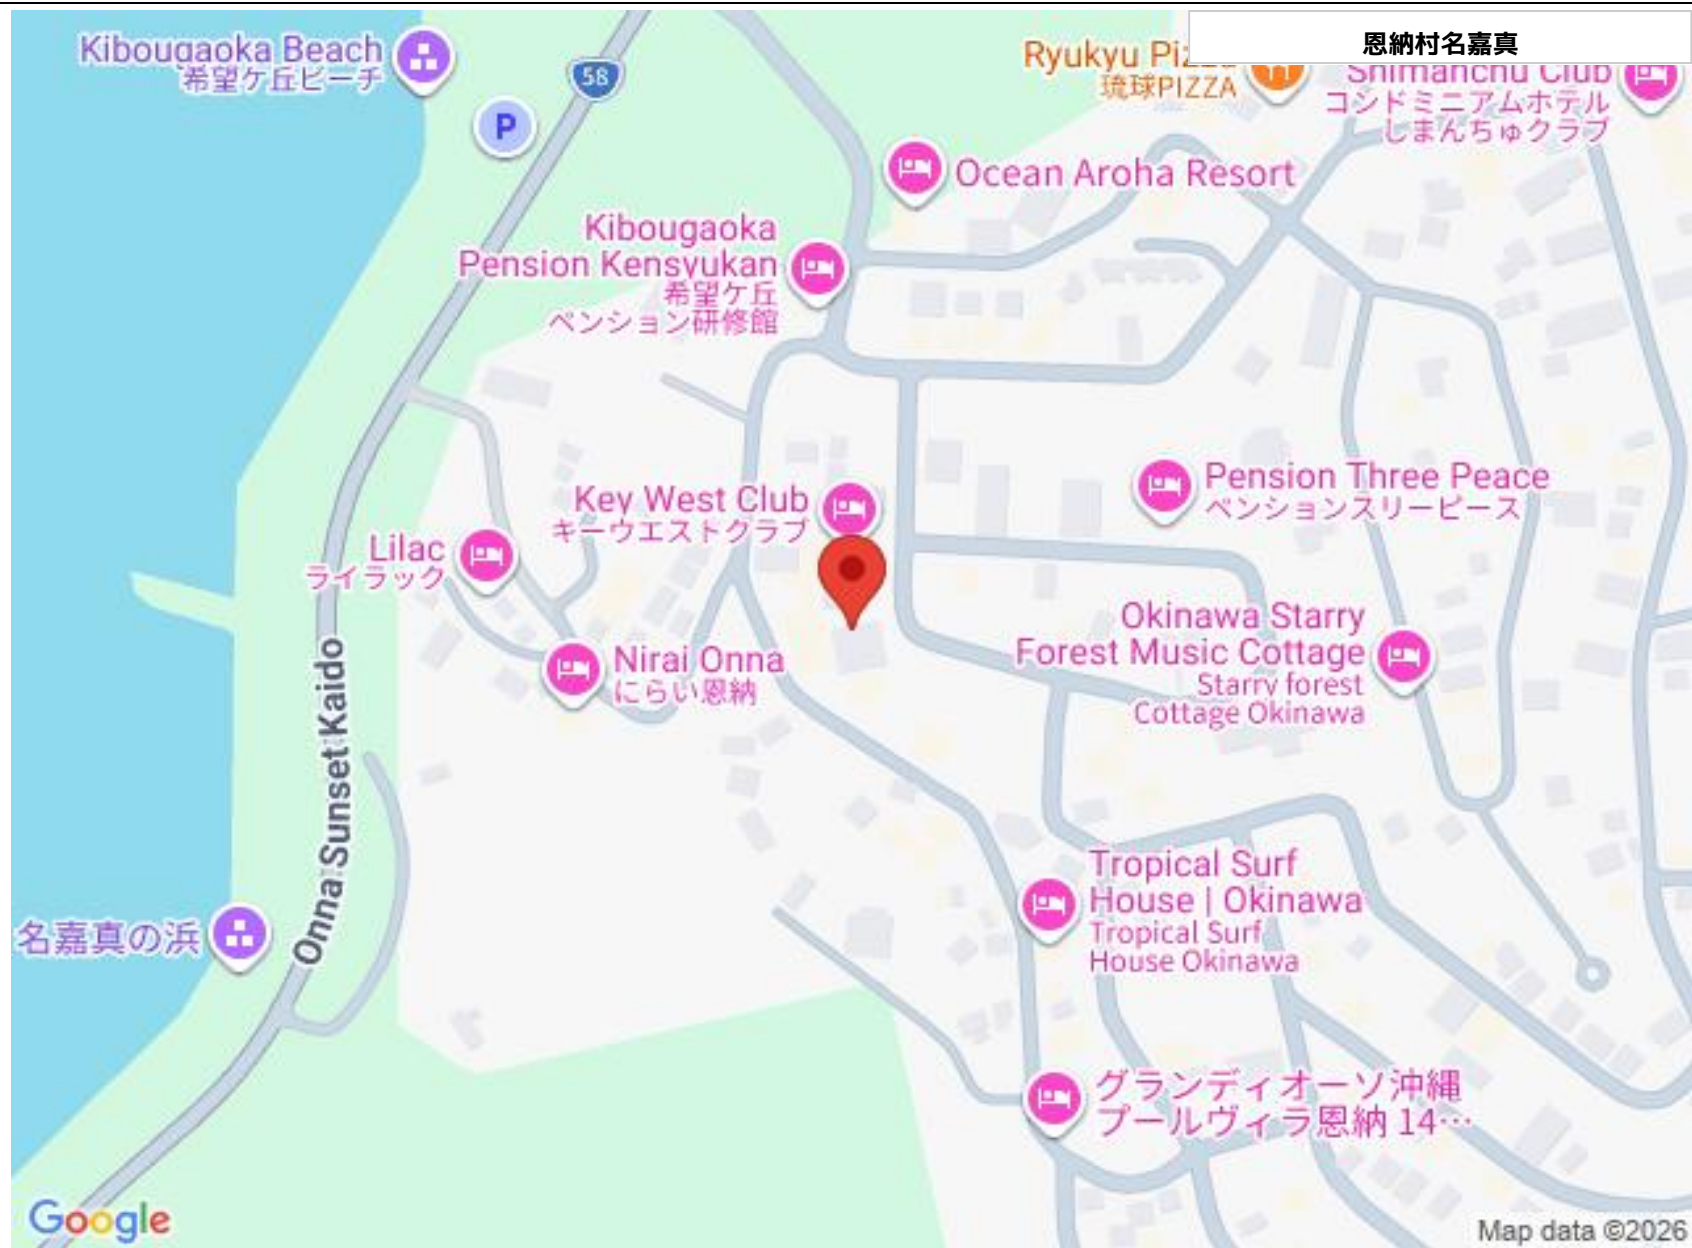 恩納村名嘉真
Kibougaoka Beach
希望ケ丘ビーチ
58
P
琉球PIZZA
Ryukyu
Shimanchu Club
コンドミニアムホテル
しまんちゅクラブ
Ocean Aroha Resort
Kibougaoka
Pension Kensyukan
希望ケ丘
ペンション研修館
Key West Club
キーウエストクラブ
Pension Three Peace
ペンションスリーピース
Lilac
ライラック
Okinawa Starry
Forest Music Cottage
Starry forest
Cottage Okinawa
Nirai Onna
にらい恩納
Onna Sunset Kaido
Tropical Surf
House | Okinawa
Tropical Surf
House Okinawa
名嘉真の浜
グランディオーソ沖縄
プールヴィラ恩納 14…
Google
Map data ©2026